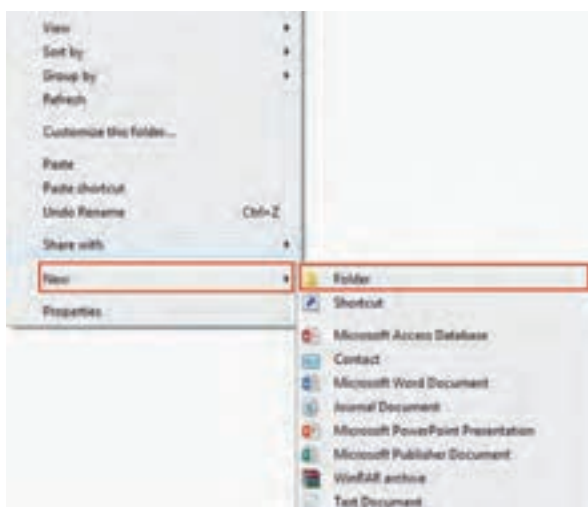 View
Sort by
Group by
Refresh
Customize this folder...
Paste
Paste shortcut
Undo Rename Ctrl+Z
Share with
New
Properties
Folder
Shortcut
Microsoft Access Database
Contact
Microsoft Word Document
Journal Document
Microsoft PowerPoint Presentation
Microsoft Publisher Document
WinRAR archive
Text Document